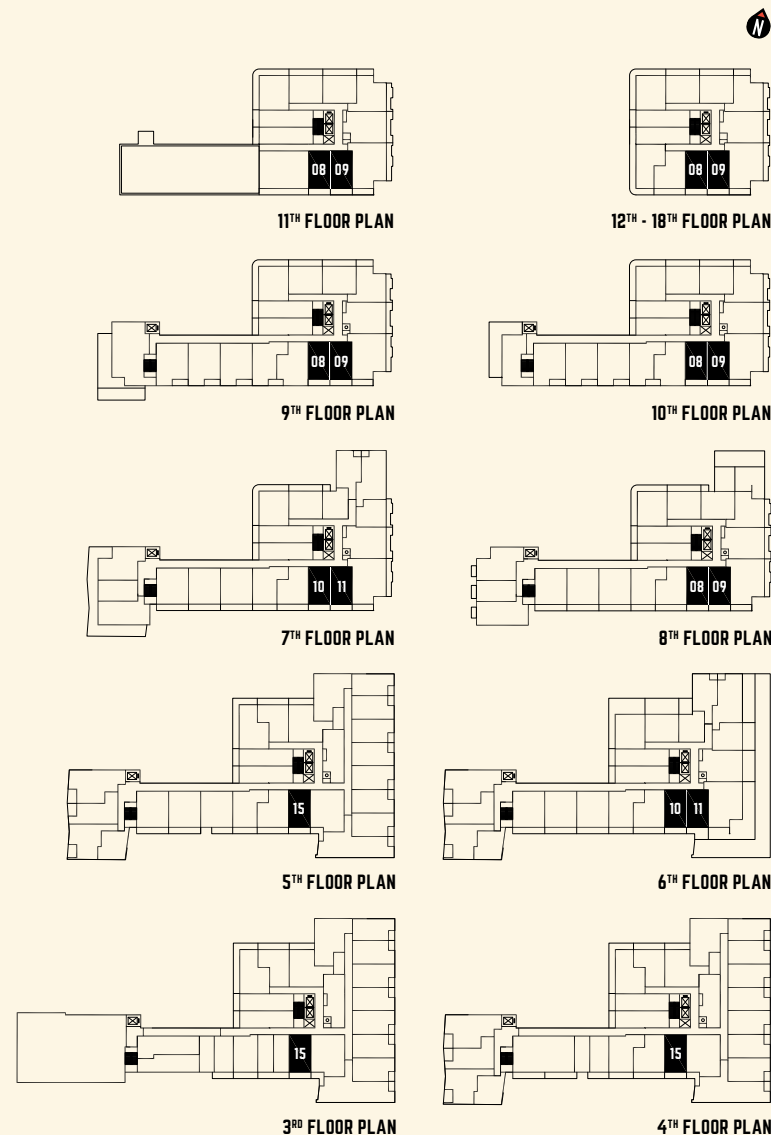 N
08 09
11TH FLOOR PLAN
08 09
12TH - 18TH FLOOR PLAN
08 09
9TH FLOOR PLAN
08 09
10TH FLOOR PLAN
10 11
7TH FLOOR PLAN
08 09
8TH FLOOR PLAN
15
5TH FLOOR PLAN
10 11
6TH FLOOR PLAN
15
3RD FLOOR PLAN
15
4TH FLOOR PLAN